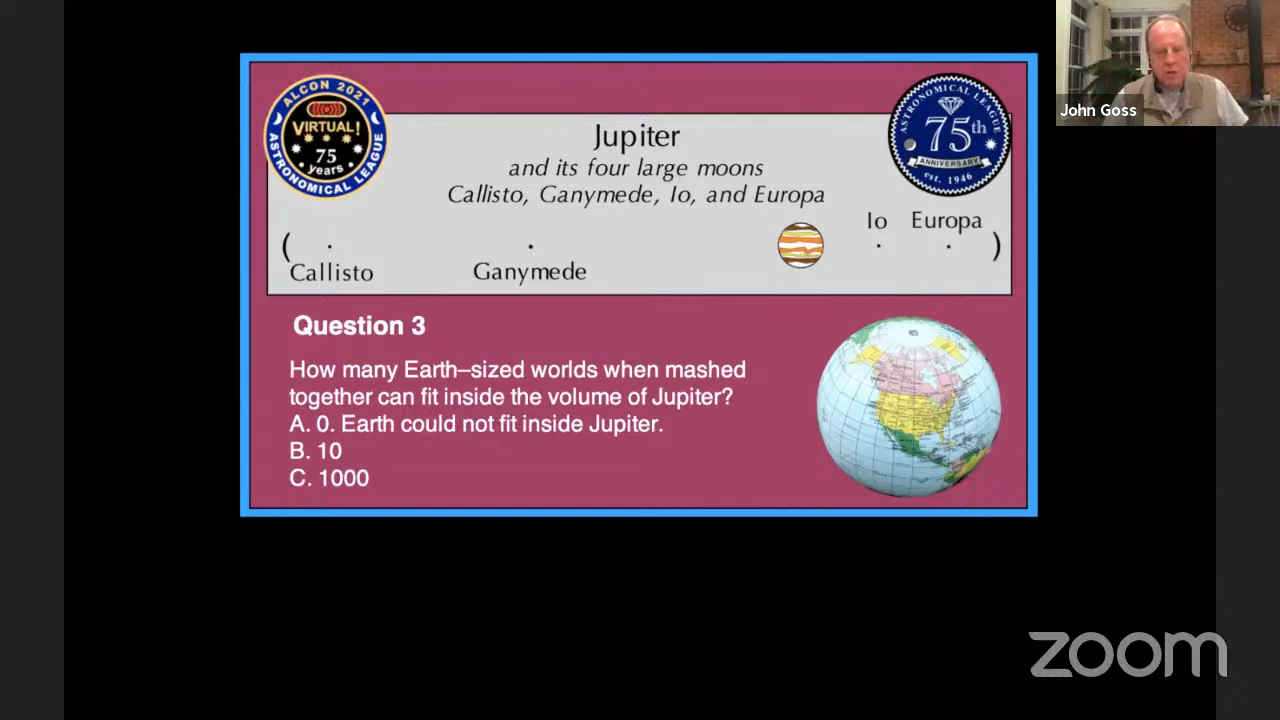 John Goss
ALCON 2021
VIRTUAL!
75
years
ASTRONOMICAL LEAGUE
ASTRONOMICAL LEAGUE
75th
ANNIVERSARY
est. 1946
Jupiter
and its four large moons
Callisto, Ganymede, Io, and Europa
Io Europa
( )
Callisto Ganymede
Question 3
How many Earth–sized worlds when mashed
together can fit inside the volume of Jupiter?
A. 0. Earth could not fit inside Jupiter.
B. 10
C. 1000
zoom